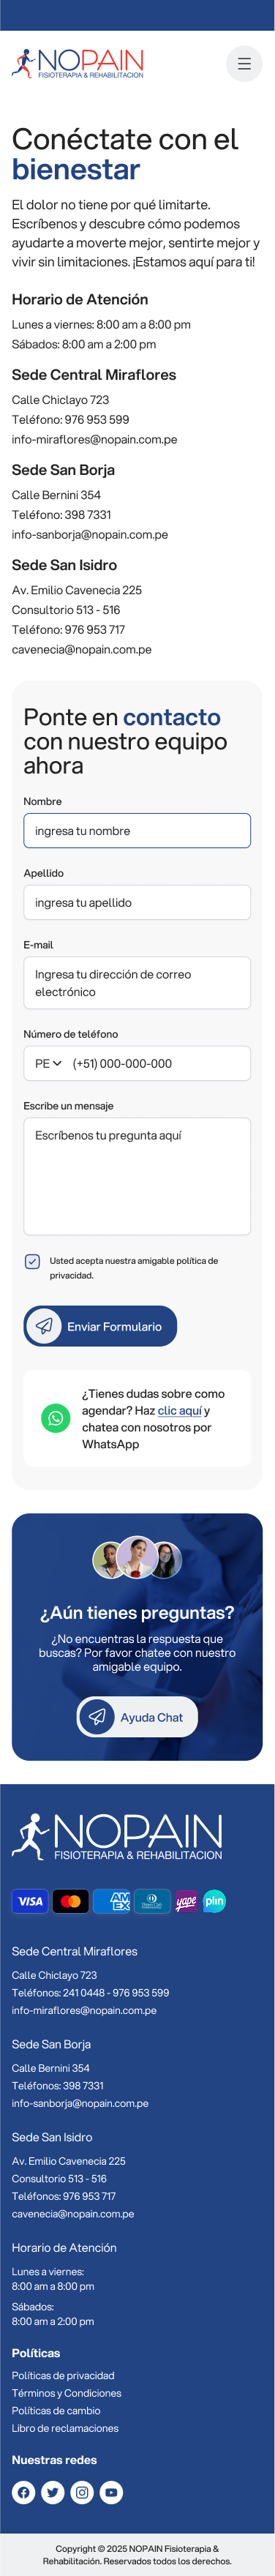 NOPAIN
FISIOTERAPIA & REHABILITACION
Conéctate con el
bienestar
El dolor no tiene por qué limitarte.
Escríbenos y descubre cómo podemos
ayudarte a moverte mejor, sentirte mejor y
vivir sin limitaciones. ¡Estamos aquí para ti!
Horario de Atención
Lunes a viernes: 8:00 am a 8:00 pm
Sábados: 8:00 am a 2:00 pm
Sede Central Miraflores
Calle Chiclayo 723
Teléfono: 976 953 599
info-miraflores@nopain.com.pe
Sede San Borja
Calle Bernini 354
Teléfono: 398 7331
info-sanborja@nopain.com.pe
Sede San Isidro
Av. Emilio Cavenecia 225
Consultorio 513 - 516
Teléfono: 976 953 717
cavenecia@nopain.com.pe
Ponte en contacto
con nuestro equipo
ahora
Nombre
ingresa tu nombre
Apellido
ingresa tu apellido
E-mail
Ingresa tu dirección de correo
electrónico
Número de teléfono
PE (+51) 000-000-000
Escribe un mensaje
Escríbenos tu pregunta aquí
Usted acepta nuestra amigable política de
privacidad.
Enviar Formulario
¿Tienes dudas sobre como
agendar? Haz clic aquí y
chatea con nosotros por
WhatsApp
¿Aún tienes preguntas?
¿No encuentras la respuesta que
buscas? Por favor chatee con nuestro
amigable equipo.
Ayuda Chat
NOPAIN
FISIOTERAPIA & REHABILITACION
VISA AMEX Diners Club yape plin
Sede Central Miraflores
Calle Chiclayo 723
Teléfonos: 241 0448 - 976 953 599
info-miraflores@nopain.com.pe
Sede San Borja
Calle Bernini 354
Teléfonos: 398 7331
info-sanborja@nopain.com.pe
Sede San Isidro
Av. Emilio Cavenecia 225
Consultorio 513 - 516
Teléfonos: 976 953 717
cavenecia@nopain.com.pe
Horario de Atención
Lunes a viernes:
8:00 am a 8:00 pm
Sábados:
8:00 am a 2:00 pm
Políticas
Políticas de privacidad
Términos y Condiciones
Políticas de cambio
Libro de reclamaciones
Nuestras redes
Copyright © 2025 NOPAIN Fisioterapia &
Rehabilitación. Reservados todos los derechos.